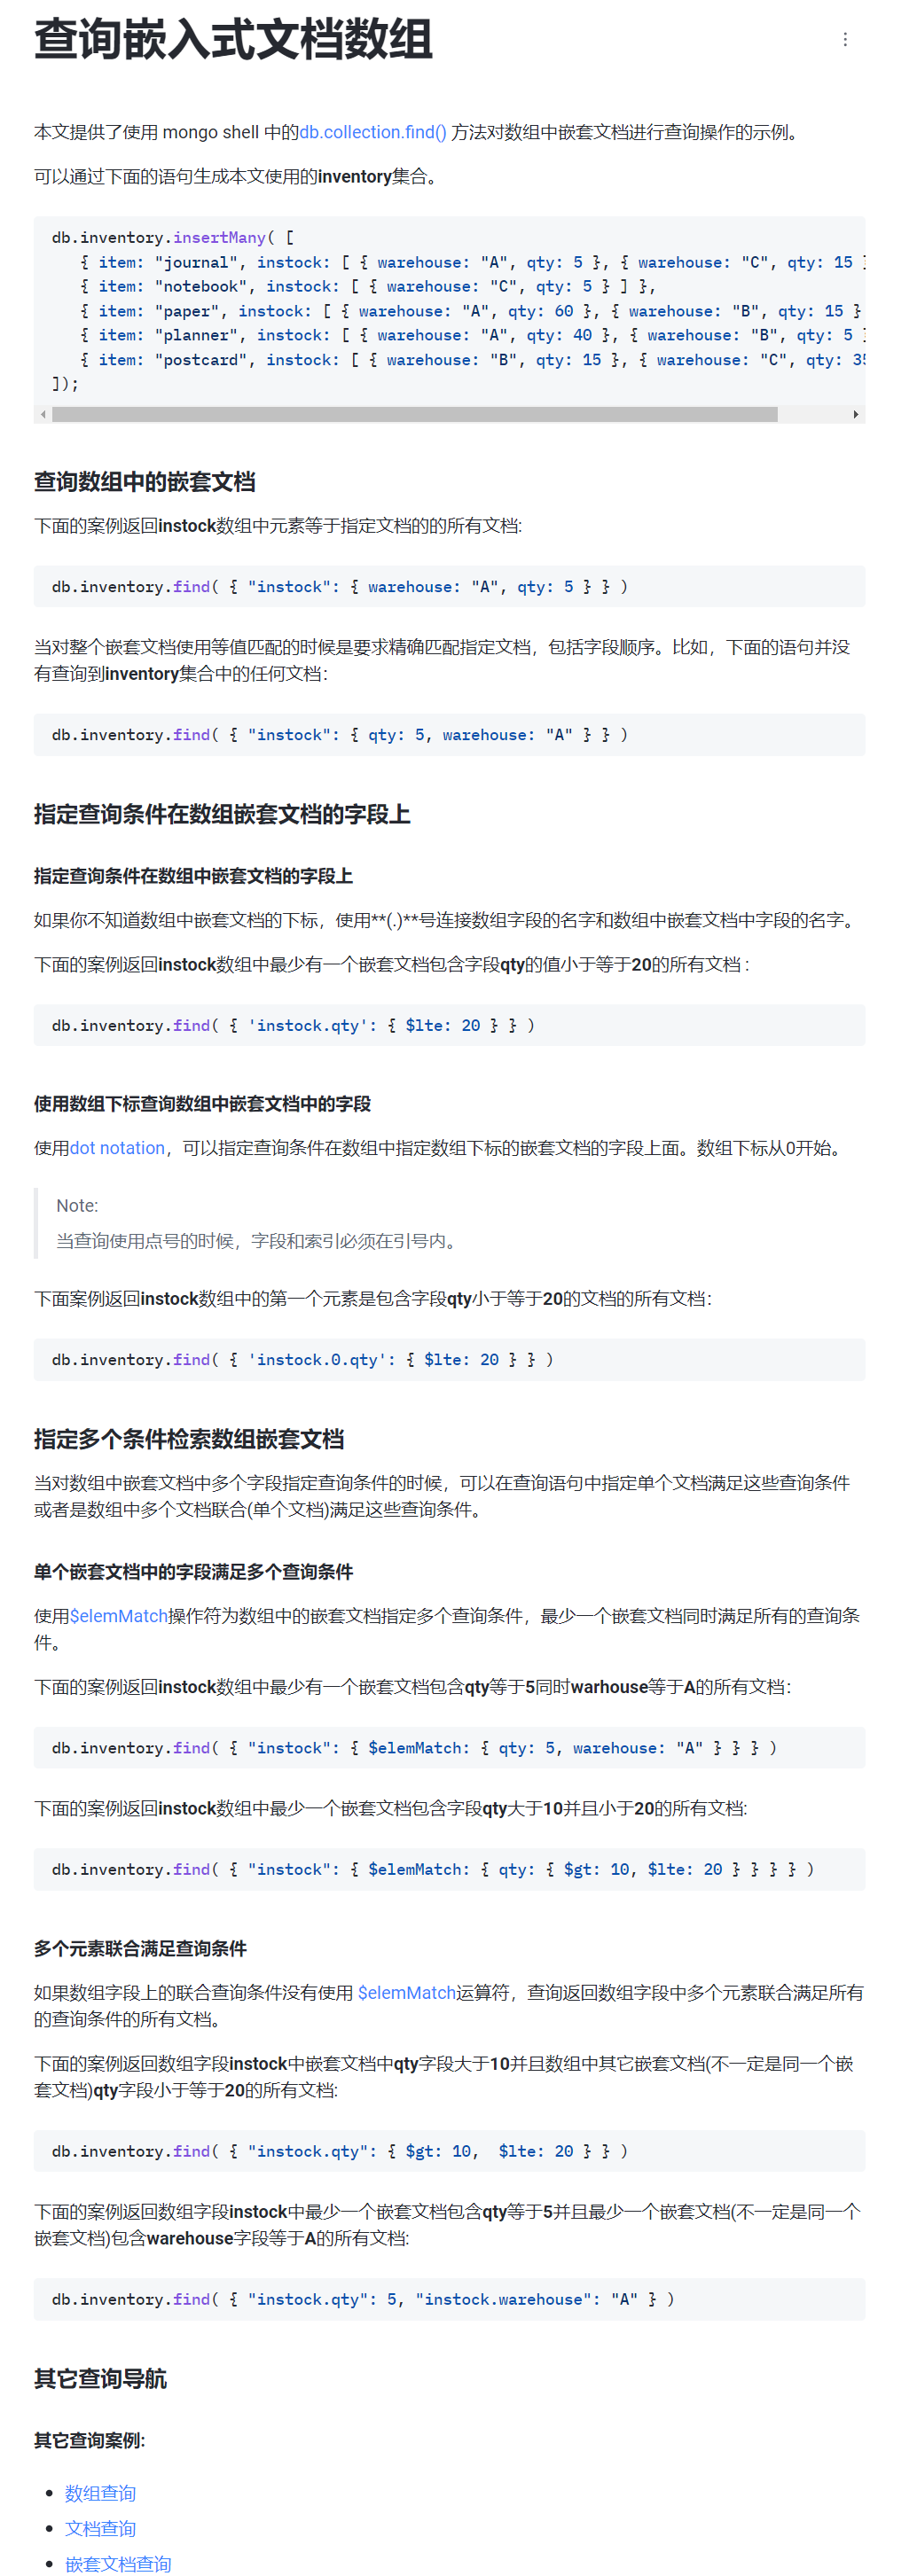 查询嵌入式文档数组
本文提供了使用 mongo shell 中的db.collection.find() 方法对数组中嵌套文档进行查询操作的示例。
可以通过下面的语句生成本文使用的inventory集合。
db.inventory.insertMany( [
{ item: "journal", instock: [ { warehouse: "A", qty: 5 }, { warehouse: "C", qty: 15 ]
{ item: "notebook", instock: [ { warehouse: "C", qty: 5 } ] },
{ item: "paper", instock: [ { warehouse: "A", qty: 60 }, { warehouse: "B", qty: 15 }
{ item: "planner", instock: [ { warehouse: "A", qty: 40 }, { warehouse: "B", qty: 5 ]
{ item: "postcard", instock: [ { warehouse: "B", qty: 15 }, { warehouse: "C", qty: 35
]);
查询数组中的嵌套文档
下面的案例返回instock数组中元素等于指定文档的的所有文档:
db.inventory.find( { "instock": { warehouse: "A", qty: 5 } } )
当对整个嵌套文档使用等值匹配的时候是要求精确匹配指定文档，包括字段顺序。比如，下面的语句并没
有查询到inventory集合中的任何文档：
db.inventory.find( { "instock": { qty: 5, warehouse: "A" } } )
指定查询条件在数组嵌套文档的字段上
指定查询条件在数组中嵌套文档的字段上
如果你不知道数组中嵌套文档的下标，使用**(.)**号连接数组字段的名字和数组中嵌套文档中字段的名字。
下面的案例返回instock数组中最少有一个嵌套文档包含字段qty的值小于等于20的所有文档 :
db.inventory.find( { 'instock.qty': { $lte: 20 } } )
使用数组下标查询数组中嵌套文档中的字段
使用dot notation，可以指定查询条件在数组中指定数组下标的嵌套文档的字段上面。数组下标从0开始。
Note:
当查询使用点号的时候，字段和索引必须在引号内。
下面案例返回instock数组中的第一个元素是包含字段qty小于等于20的文档的所有文档：
db.inventory.find( { 'instock.0.qty': { $lte: 20 } } )
指定多个条件检索数组嵌套文档
当对数组中嵌套文档中多个字段指定查询条件的时候，可以在查询语句中指定单个文档满足这些查询条件
或者是数组中多个文档联合(单个文档)满足这些查询条件。
单个嵌套文档中的字段满足多个查询条件
使用$elemMatch操作符为数组中的嵌套文档指定多个查询条件，最少一个嵌套文档同时满足所有的查询条
件。
下面的案例返回instock数组中最少有一个嵌套文档包含qty等于5同时warhouse等于A的所有文档：
db.inventory.find( { "instock": { $elemMatch: { qty: 5, warehouse: "A" } } } )
下面的案例返回instock数组中最少一个嵌套文档包含字段qty大于10并且小于20的所有文档:
db.inventory.find( { "instock": { $elemMatch: { qty: { $gt: 10, $lte: 20 } } } } )
多个元素联合满足查询条件
如果数组字段上的联合查询条件没有使用 $elemMatch运算符，查询返回数组字段中多个元素联合满足所有
的查询条件的所有文档。
下面的案例返回数组字段instock中嵌套文档中qty字段大于10并且数组中其它嵌套文档(不一定是同一个嵌
套文档)qty字段小于等于20的所有文档:
db.inventory.find( { "instock.qty": { $gt: 10,  $lte: 20 } } )
下面的案例返回数组字段instock中最少一个嵌套文档包含qty等于5并且最少一个嵌套文档(不一定是同一个
嵌套文档)包含warehouse字段等于A的所有文档:
db.inventory.find( { "instock.qty": 5, "instock.warehouse": "A" } )
其它查询导航
其它查询案例:
数组查询
文档查询
嵌套文档查询